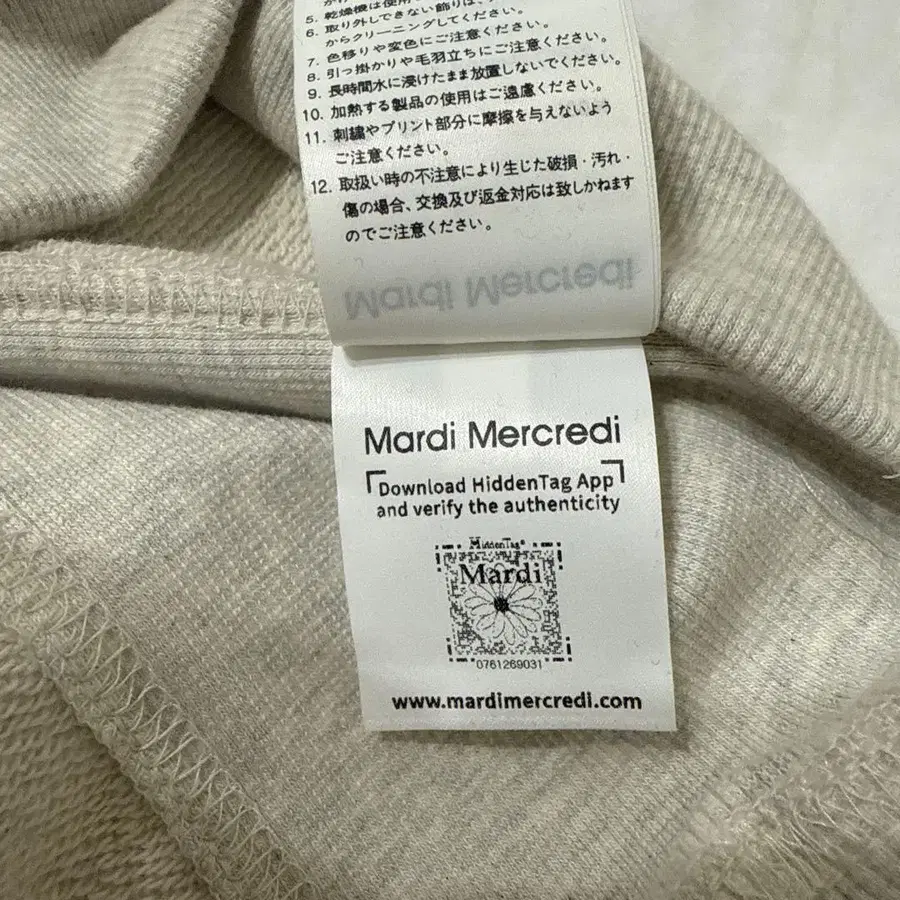 5. 乾燥機は使用
6. 取り外しできない飾りは、
からクリーニングしてください。
7. 色移りや変色にご注意ください。
8. 引っ掛かりや毛羽立ちにご注意ください。
9. 長時間水に浸けたまま放置しないでください。
10. 加熱する製品の使用はご遠慮ください。
11. 刺繍やプリント部分に摩擦を与えないよう
ご注意ください。
12. 取扱い時の不注意により生じた破損・汚れ・
傷の場合、交換及び返金対応は致しかねます
のでご注意ください。
Mardi Mercredi
Mardi Mercredi
Download HiddenTag App
and verify the authenticity
HiddenTag®
Mardi
0761269031
www.mardimercredi.com